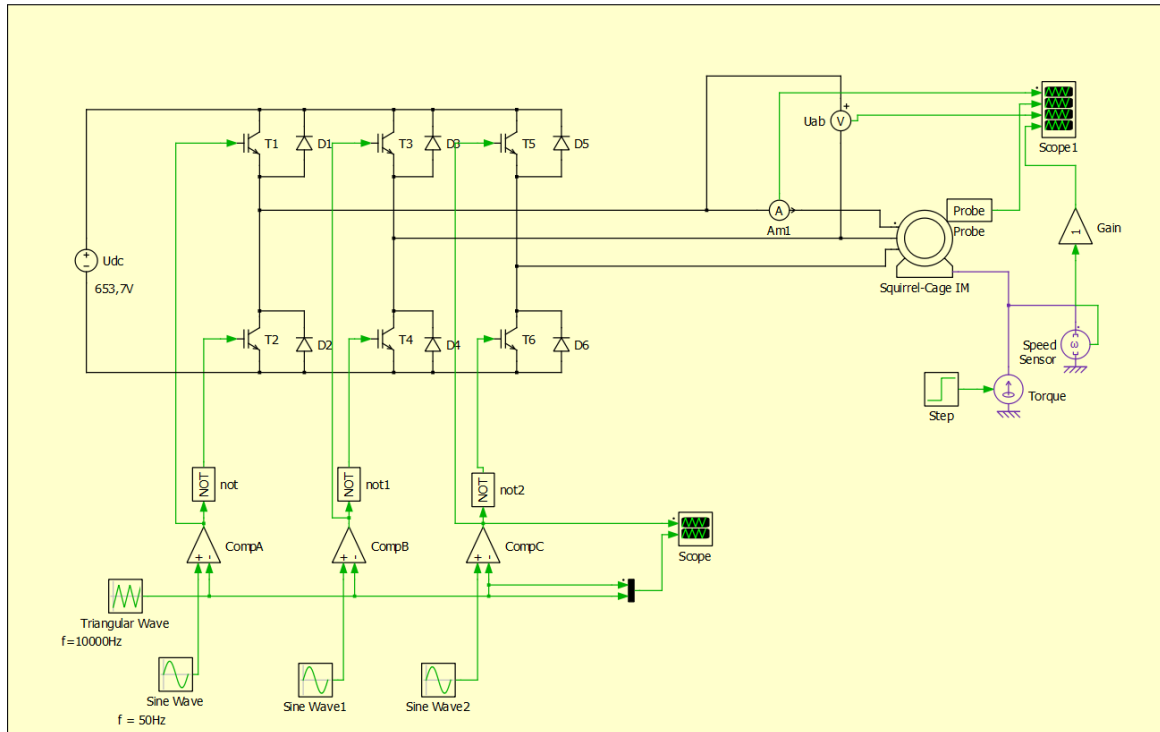 Uab
V
+
Scope1
T1
D1
T3
D3
T5
D5
A
Am1
Probe
Probe
1
Gain
+
−
Udc
653,7V
Squirrel-Cage IM
T2
D2
T4
D4
T6
D6
Speed
Sensor
ω
Step
Torque
NOT
not
NOT
not1
NOT
not2
+ -
CompA
+ -
CompB
+ -
CompC
Scope
Triangular Wave
f=10000Hz
Sine Wave
f = 50Hz
Sine Wave1
Sine Wave2